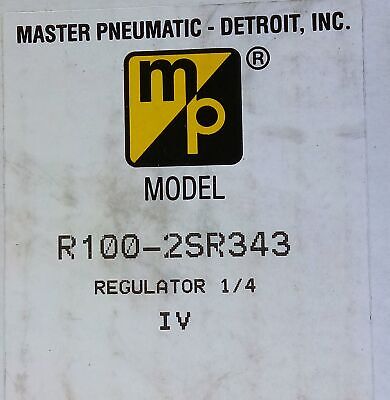 MASTER PNEUMATIC - DETROIT, INC.
mp®
MODEL
R100-2SR343
REGULATOR 1/4
IV